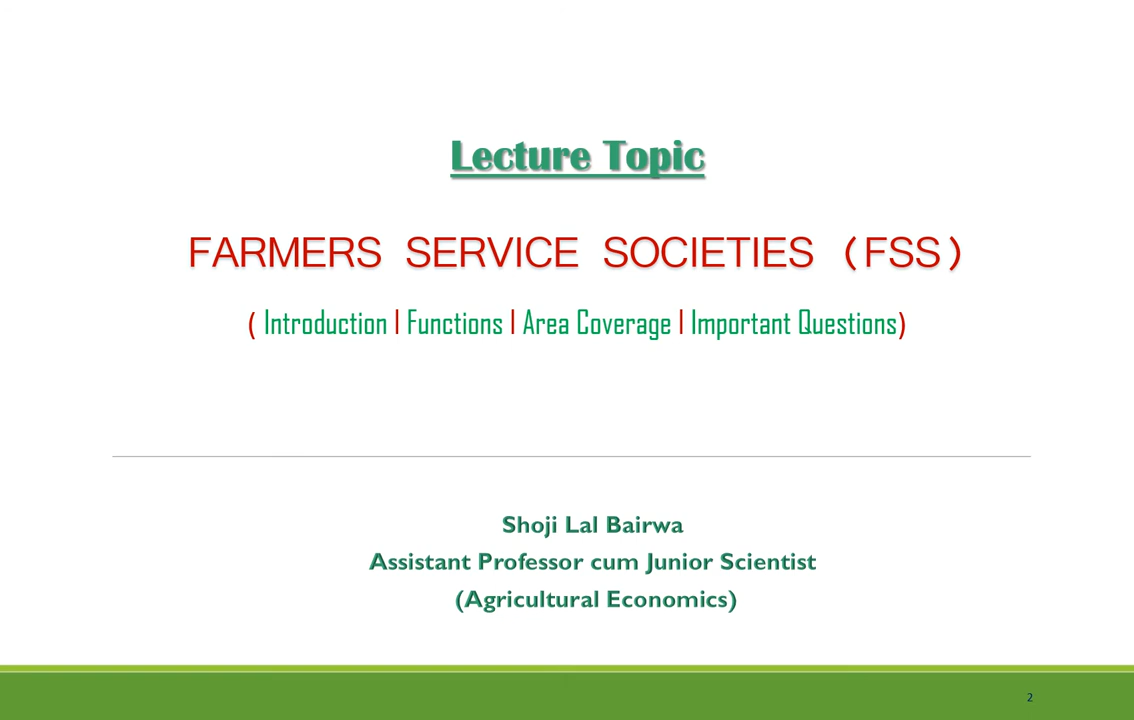 Lecture Topic
FARMERS SERVICE SOCIETIES (FSS)
( Introduction | Functions | Area Coverage | Important Questions)
Shoji Lal Bairwa
Assistant Professor cum Junior Scientist
(Agricultural Economics)
2